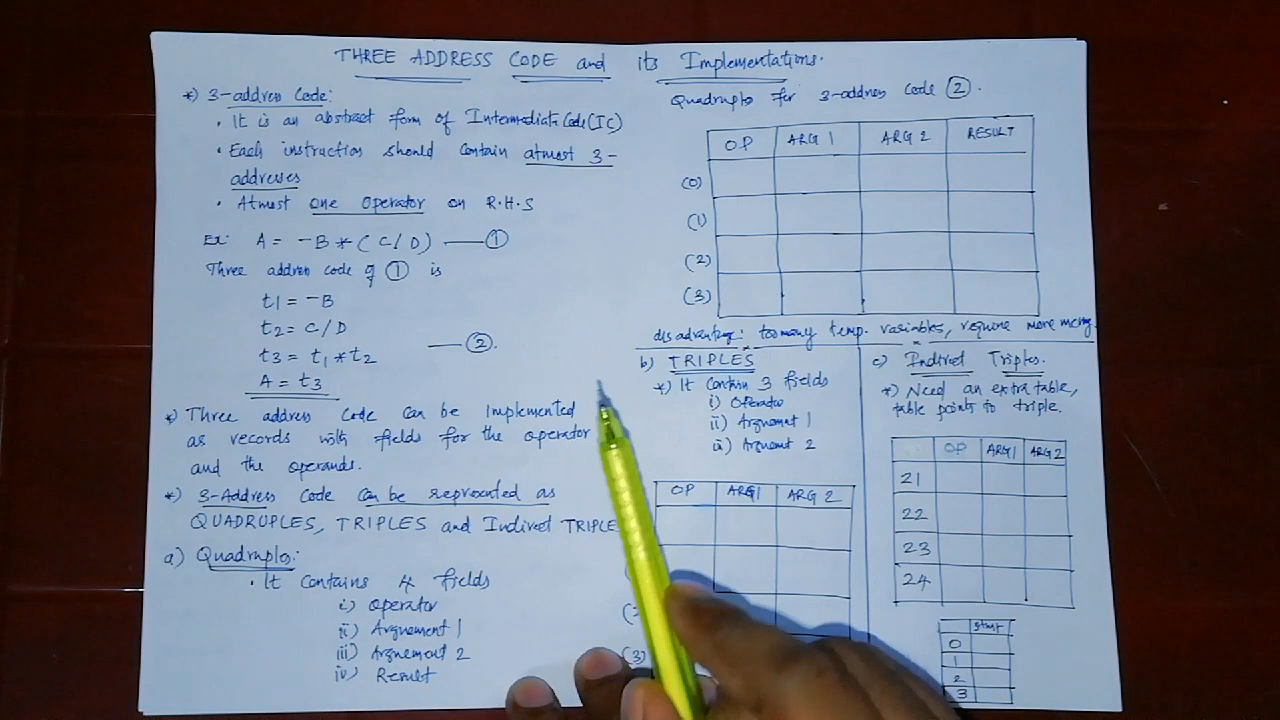 THREE ADDRESS CODE and its Implementations.
*) 3-address Code:
• It is an abstract form of Intermediate Code (IC)
• Each instruction should contain atmost 3-
addresses
• Atmost one operator on R.H.S
Ex: A = -B * ( C / D ) —— ①
Three address code of ① is
t1 = -B
t2 = C / D
t3 = t1 * t2 —— ②.
A = t3
*) Three address code can be implemented
as records with fields for the operator
and the operands.
*) 3-Address Code can be represented as
QUADRUPLES, TRIPLES and Indirect TRIPLE
a) Quadruples:
• It Contains 4 fields
i) Operator
ii) Arguement 1
iii) Arguement 2
iv) Result
Quadruple for 3-address code ②.
OP ARG 1 ARG 2 RESULT
(0)
(1)
(2)
(3)
disadvantage: too many temp. variables, require more
b) TRIPLES
*) It Contain 3 fields
i) Operator
ii) Arguemet 1
iii) Arguemet 2
OP ARG1 ARG 2
(3)
c) Indirect Triples.
*) Need an extra table,
table points to triple.
OP ARG1 ARG2
21
22
23
24
stmt
0
1
2
3